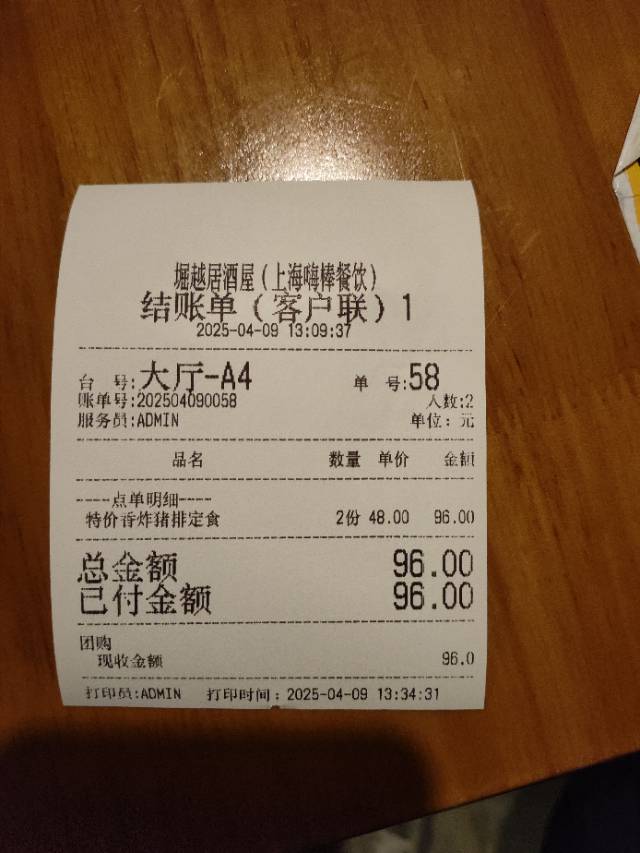 堀越居酒屋(上海嗨棒餐饮)
结账单(客户联)1
2025-04-09 13:09:37
台 号:大厅-A4 单 号:58
账单号:202504090058 人数:2
服务员:ADMIN 单位: 元
品名 数量 单价 金额
----点单明细----
特价香炸猪排定食 2份 48.00 96.00
总金额 96.00
已付金额 96.00
团购
现收金额 96.0
打印员:ADMIN 打印时间:2025-04-09 13:34:31